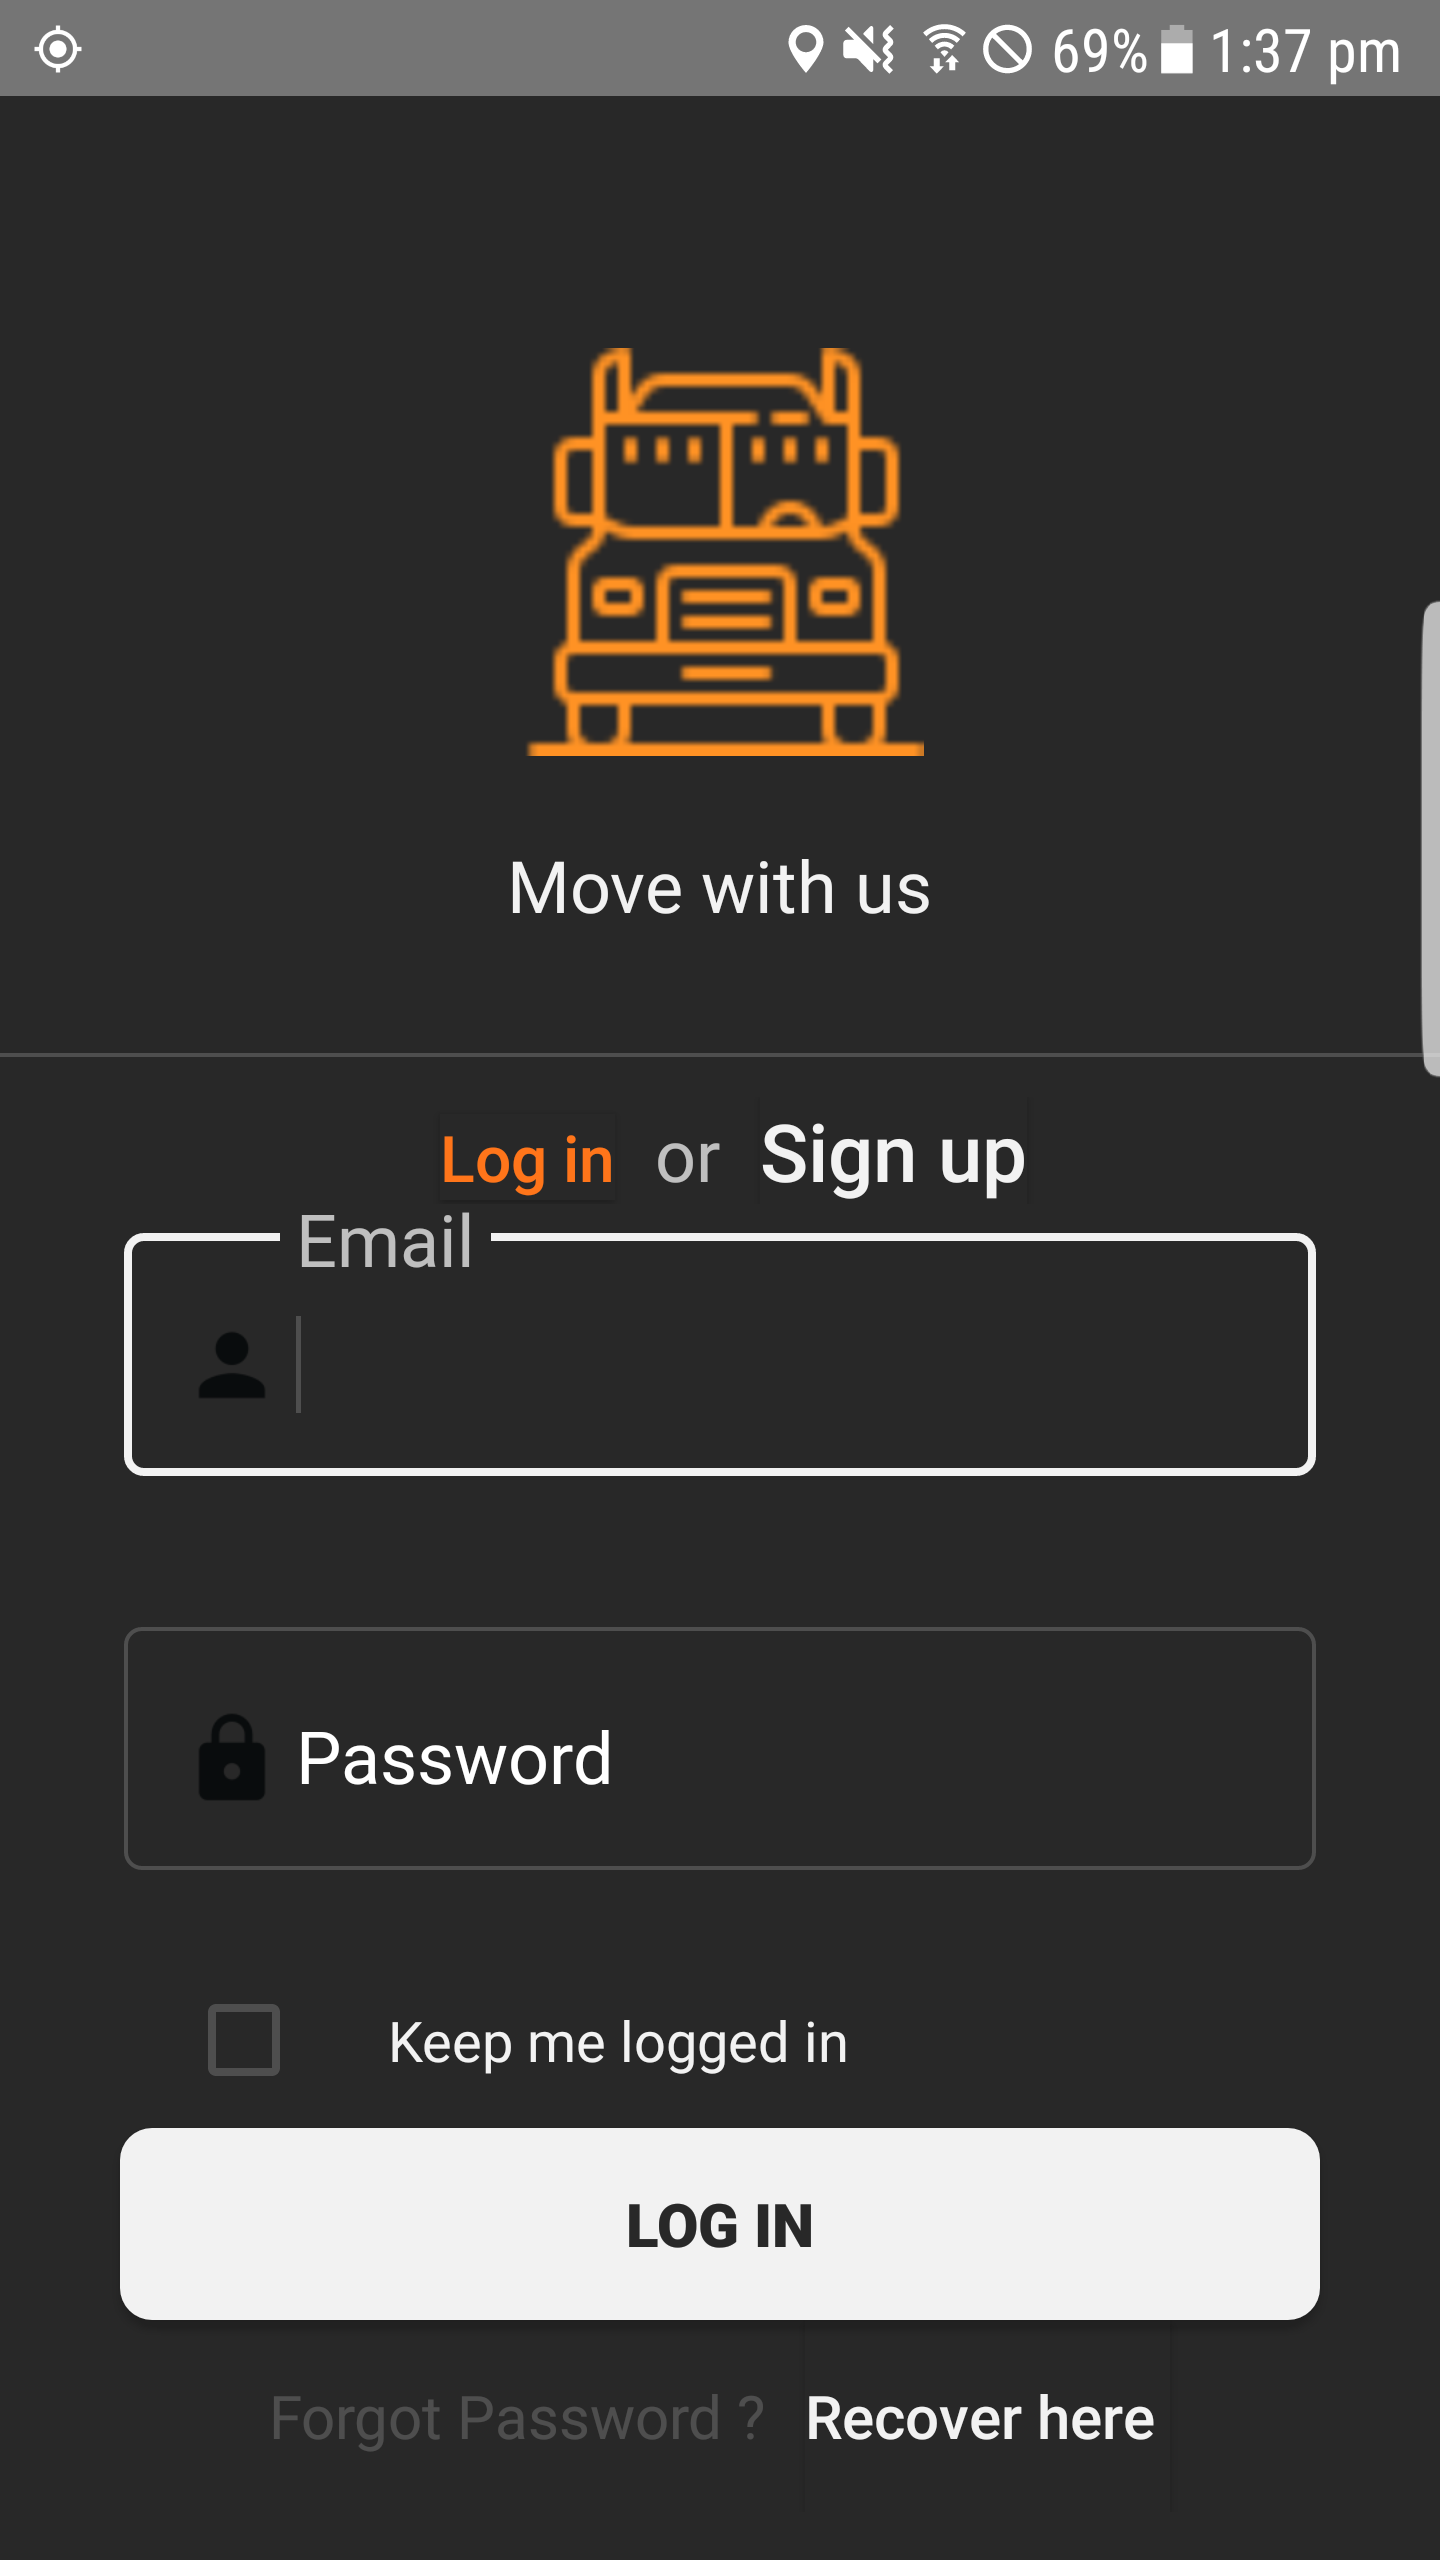 69% 1:37 pm
Move with us
Log in or Sign up
Email
Password
Keep me logged in
LOG IN
Forgot Password ? Recover here